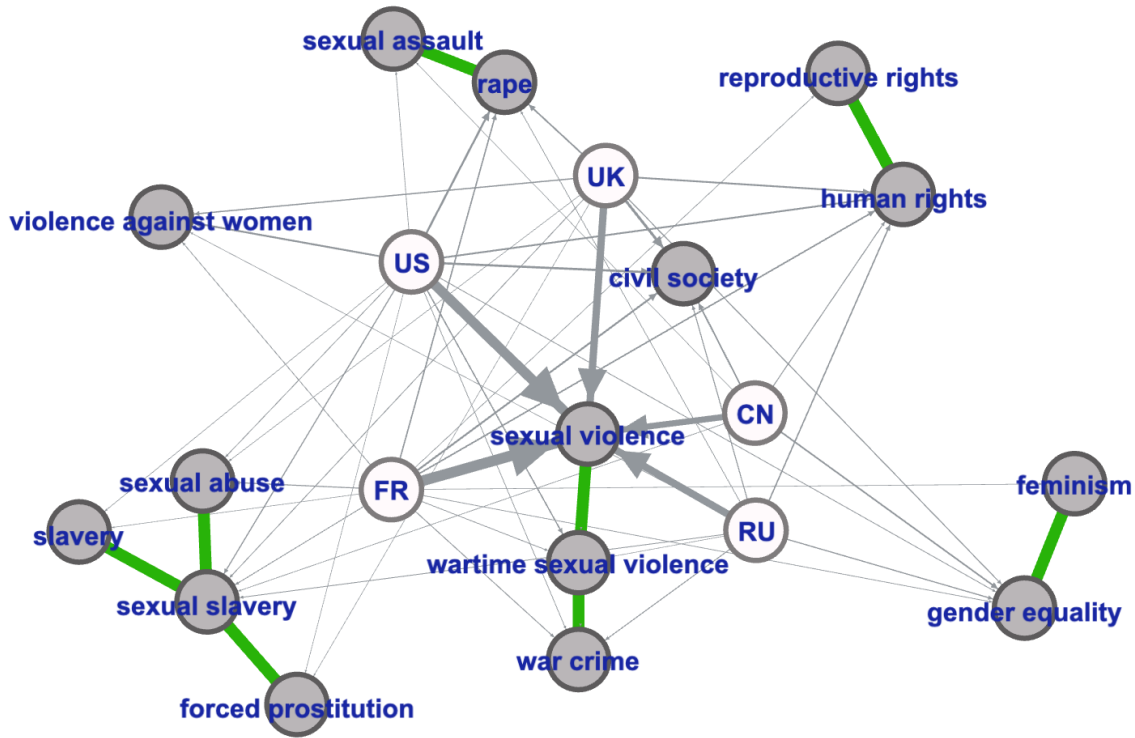 sexual assault
rape
reproductive rights
UK
human rights
violence against women
US
civil society
CN
sexual violence
sexual abuse
FR
feminism
slavery
RU
wartime sexual violence
sexual slavery
gender equality
war crime
forced prostitution